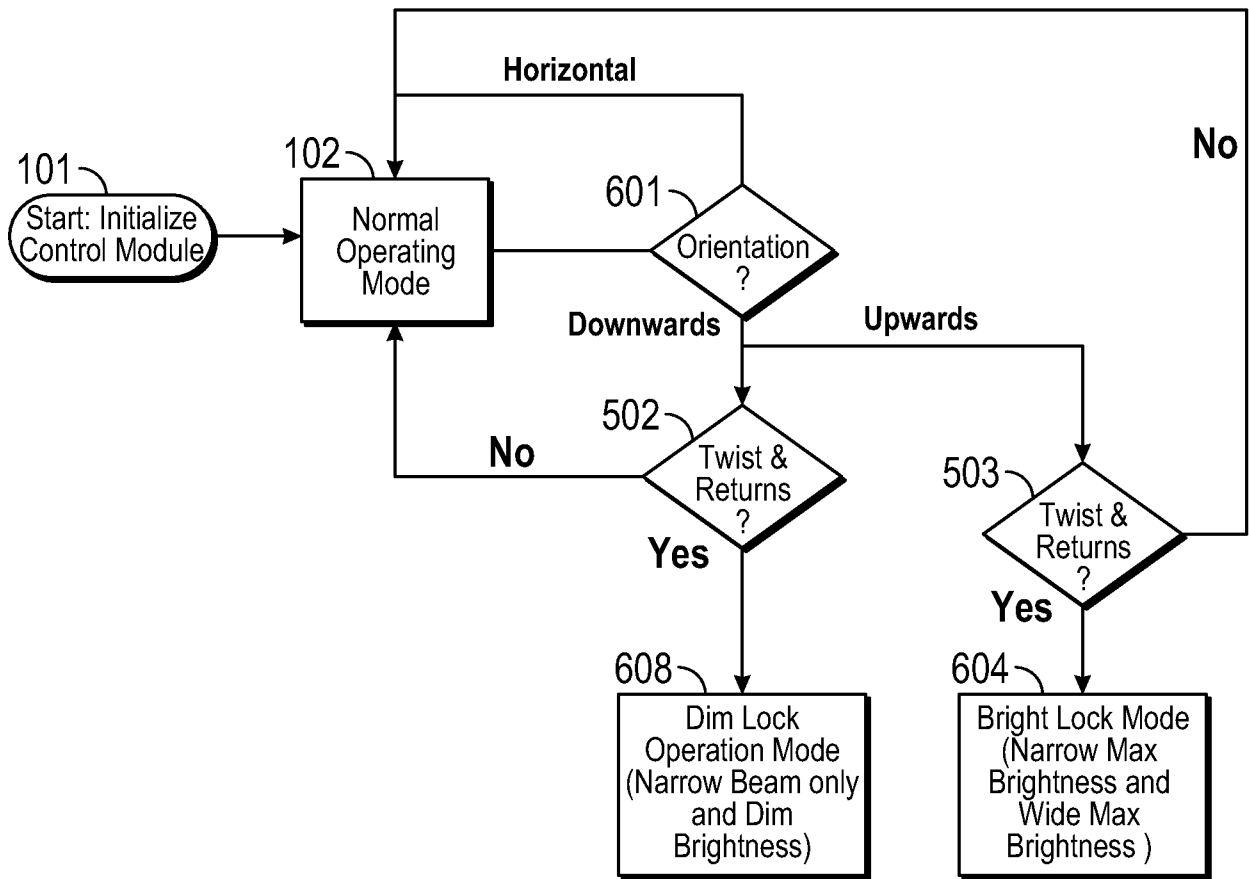 Horizontal
No
101
Start: Initialize
Control Module
102
Normal
Operating
Mode
601
Orientation
?
Downwards
Upwards
502
Twist &
Returns
?
No
Yes
503
Twist &
Returns
?
Yes
608
Dim Lock
Operation Mode
(Narrow Beam only
and Dim
Brightness)
604
Bright Lock Mode
(Narrow Max
Brightness and
Wide Max
Brightness )